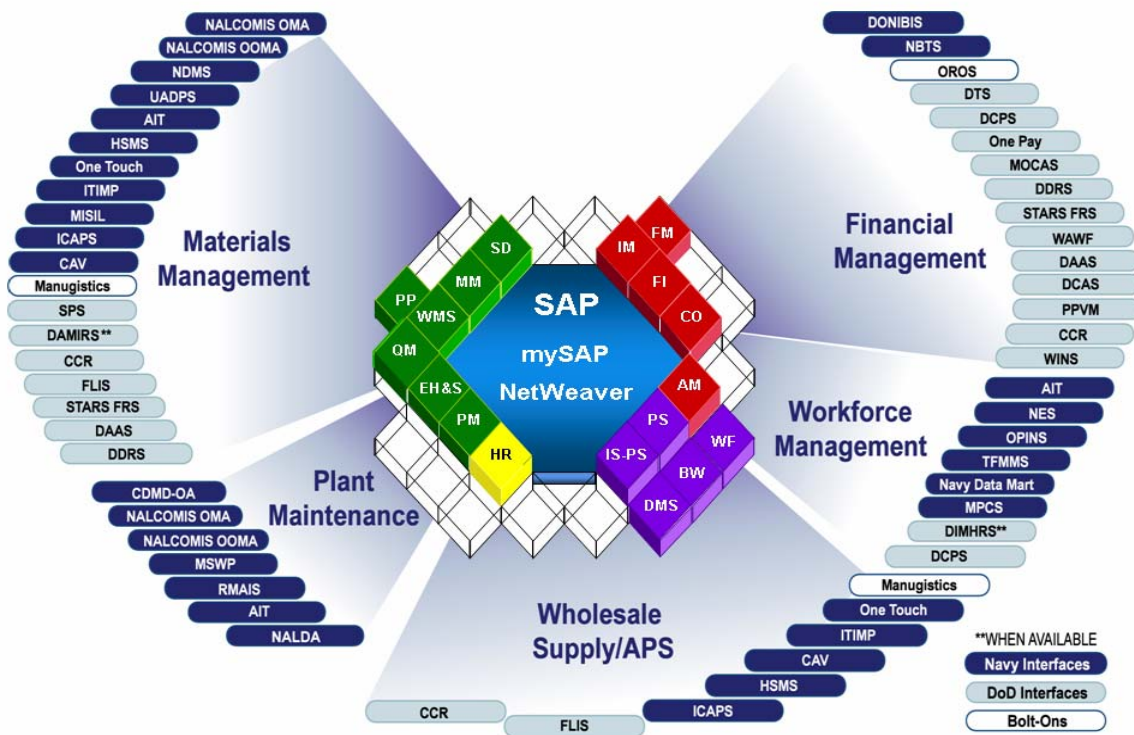 NALCOMIS OMA
NALCOMIS OOMA
NDMS
UADPS
AIT
HSMS
One Touch
ITIMP
MISIL
ICAPS
CAV
Manugistics
SPS
DAMIRS**
CCR
FLIS
STARS FRS
DAAS
DDRS
Materials
Management
CDMD-OA
NALCOMIS OMA
NALCOMIS OOMA
MSWP
RMAIS
AIT
NALDA
Plant
Maintenance
SD
MM
PP
WMS
QM
EH&S
PM
HR
SAP
mySAP
NetWeaver
FM
IM
FI
CO
AM
PS
WF
IS-PS
BW
DMS
DONIBIS
NBTS
OROS
DTS
DCPS
One Pay
MOCAS
DDRS
STARS FRS
WAWF
DAAS
DCAS
PPVM
CCR
WINS
Financial
Management
AIT
NES
OPINS
TFMMS
Navy Data Mart
MPCS
DIMHRS**
DCPS
Workforce
Management
Manugistics
One Touch
ITIMP
CAV
HSMS
ICAPS
FLIS
CCR
Wholesale
Supply/APS
**WHEN AVAILABLE
Navy Interfaces
DoD Interfaces
Bolt-Ons